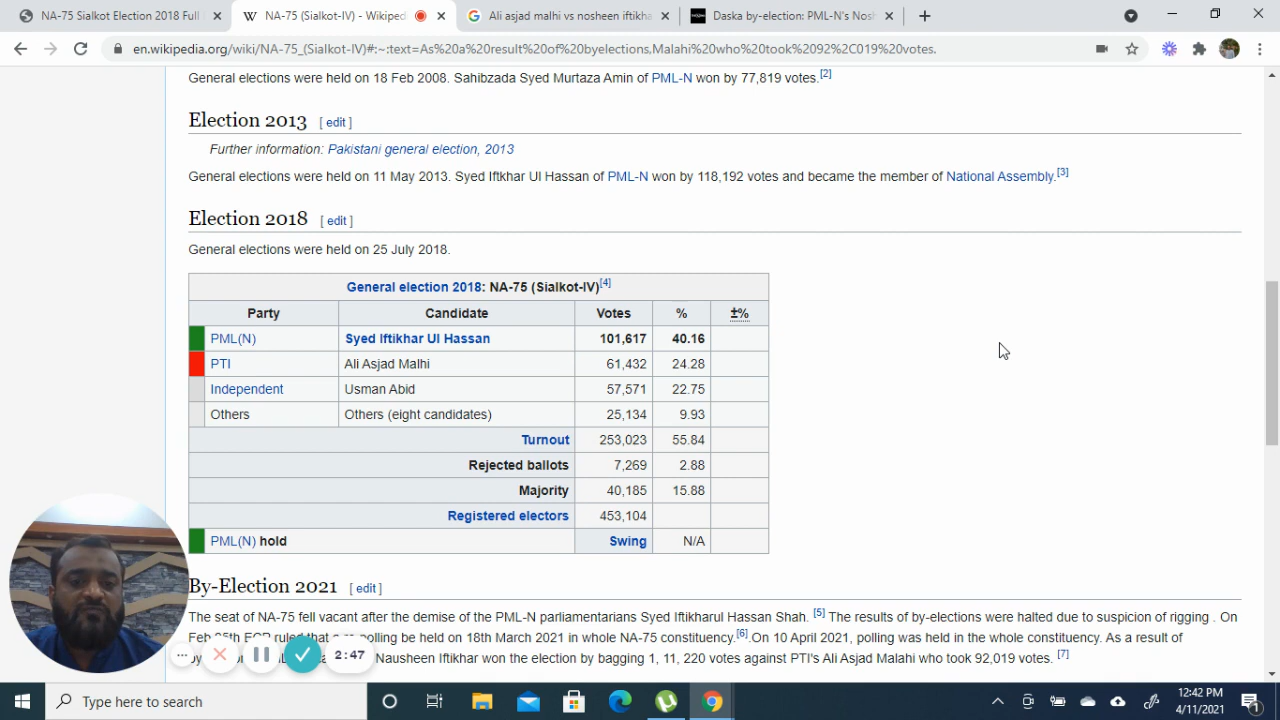 NA-75 Sialkot Election 2018 Full
NA-75 (Sialkot-IV) - Wikiped
Ali asjad malhi vs nosheen iftikha
Daska by-election: PML-N's Nosh
en.wikipedia.org/wiki/NA-75_(Sialkot-IV)#:~:text=As%20a%20result%20of%20byelections,Malahi%20who%20took%2092%2C019%20votes.
General elections were held on 18 Feb 2008. Sahibzada Syed Murtaza Amin of PML-N won by 77,819 votes.[2]
Election 2013 [ edit ]
Further information: Pakistani general election, 2013
General elections were held on 11 May 2013. Syed Iftkhar Ul Hassan of PML-N won by 118,192 votes and became the member of National Assembly.[3]
Election 2018 [ edit ]
General elections were held on 25 July 2018.
General election 2018: NA-75 (Sialkot-IV)[4]
Party Candidate Votes % ±%
PML(N) Syed Iftikhar Ul Hassan 101,617 40.16
PTI Ali Asjad Malhi 61,432 24.28
Independent Usman Abid 57,571 22.75
Others Others (eight candidates) 25,134 9.93
Turnout 253,023 55.84
Rejected ballots 7,269 2.88
Majority 40,185 15.88
Registered electors 453,104
PML(N) hold Swing N/A
By-Election 2021 [ edit ]
The seat of NA-75 fell vacant after the demise of the PML-N parliamentarians Syed Iftikharul Hassan Shah. [5] The results of by-elections were halted due to suspicion of rigging . On
Feb ECP ruled that a re-polling be held on 18th March 2021 in whole NA-75 constituency.[6] On 10 April 2021, polling was held in the whole constituency. As a result of
Nausheen Iftikhar won the election by bagging 1, 11, 220 votes against PTI's Ali Asjad Malahi who took 92,019 votes. [7]
2:47
Type here to search
12:42 PM
4/11/2021
1